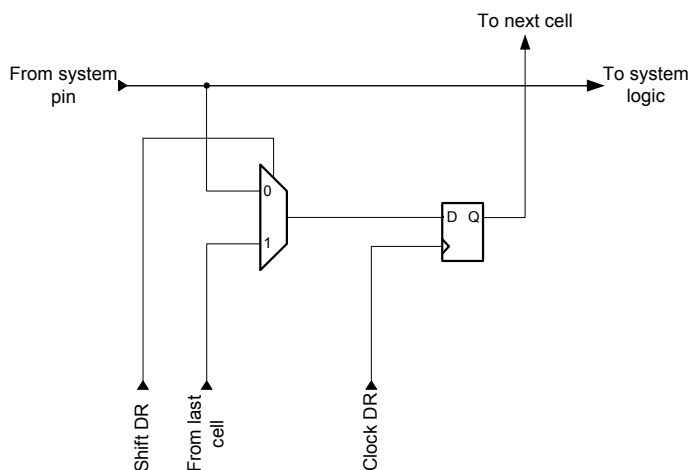 To next cell
From system
pin
To system
logic
0
1
D Q
Shift DR
From last
cell
Clock DR